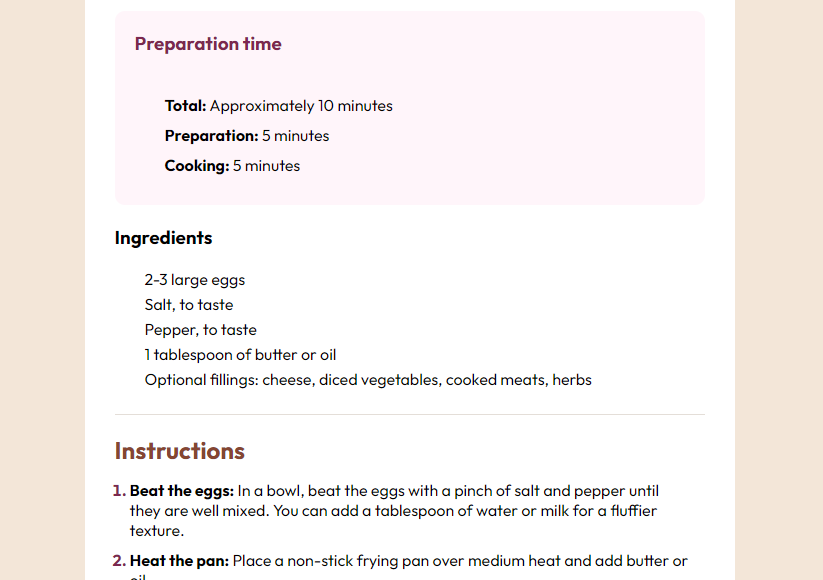 Preparation time
Total: Approximately 10 minutes
Preparation: 5 minutes
Cooking: 5 minutes
Ingredients
2-3 large eggs
Salt, to taste
Pepper, to taste
1 tablespoon of butter or oil
Optional fillings: cheese, diced vegetables, cooked meats, herbs
Instructions
1. Beat the eggs: In a bowl, beat the eggs with a pinch of salt and pepper until
they are well mixed. You can add a tablespoon of water or milk for a fluffier
texture.
2. Heat the pan: Place a non-stick frying pan over medium heat and add butter or
oil